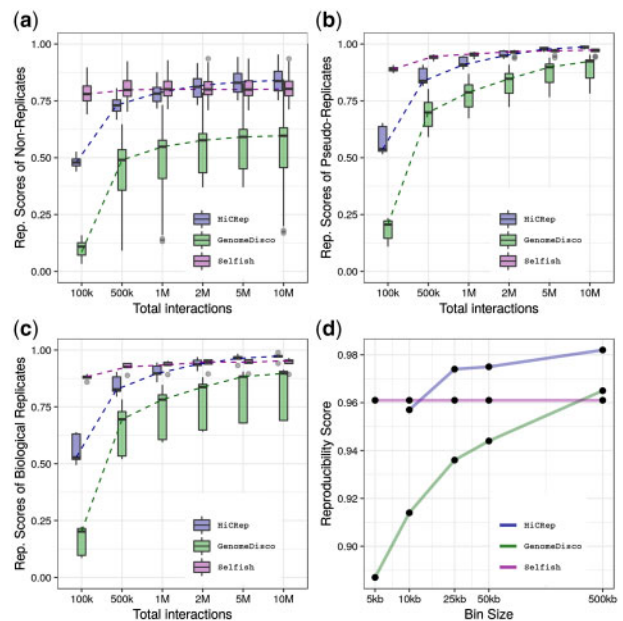 (a)
Rep. Scores of Non-Replicates
1.00
0.75
0.50
0.25
0.00
HiCRep
GenomeDisco
Selfish
100k 500k 1M 2M 5M 10M
Total interactions
(b)
Rep. Scores of Pseudo-Replicates
1.00
0.75
0.50
0.25
0.00
HiCRep
GenomeDisco
Selfish
100k 500k 1M 2M 5M 10M
Total interactions
(c)
Rep. Scores of Biological Replicates
1.00
0.75
0.50
0.25
0.00
HiCRep
GenomeDisco
Selfish
100k 500k 1M 2M 5M 10M
Total interactions
(d)
Reproducibility Score
0.98
0.96
0.94
0.92
0.90
HiCRep
GenomeDisco
Selfish
5kb 10kb 25kb 50kb 500kb
Bin Size